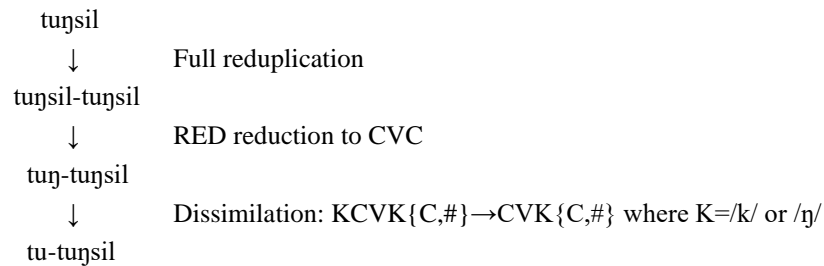 tuŋsil
↓ Full reduplication
tuŋsil-tuŋsil
↓ RED reduction to CVC
tuŋ-tuŋsil
↓ Dissimilation: KCVK{C,#}→CVK{C,#} where K=/k/ or /ŋ/
tu-tuŋsil